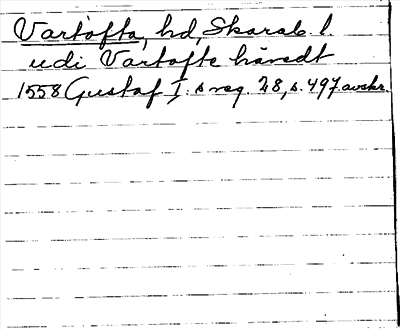 Vartofta, hd Skarab. l.
udi Vartofte häredt
1558 Gustaf I:s reg. 28, s. 497 avskr.